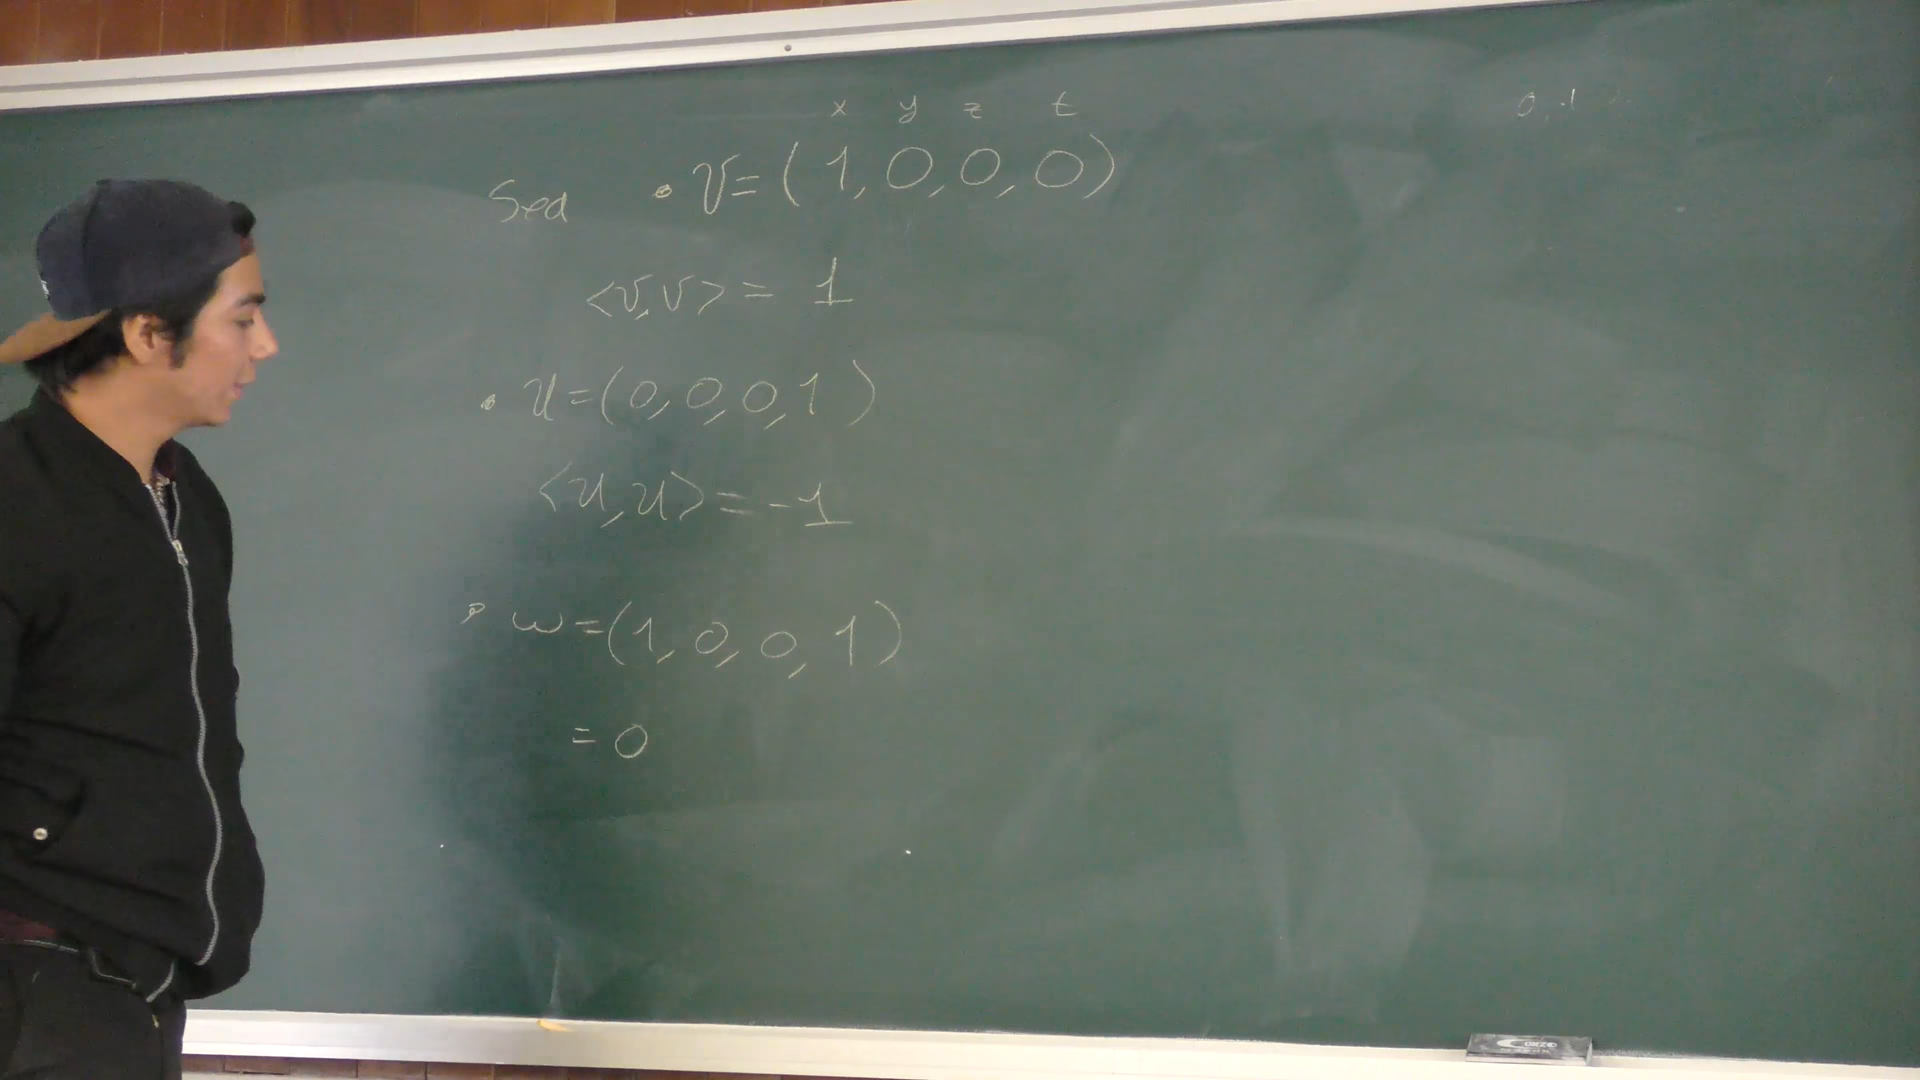 x y z t
Sea • v=(1,0,0,0)
<v,v> = 1
• u=(0,0,0,1)
<u,u> = -1
• w=(1,0,0,1)
= 0